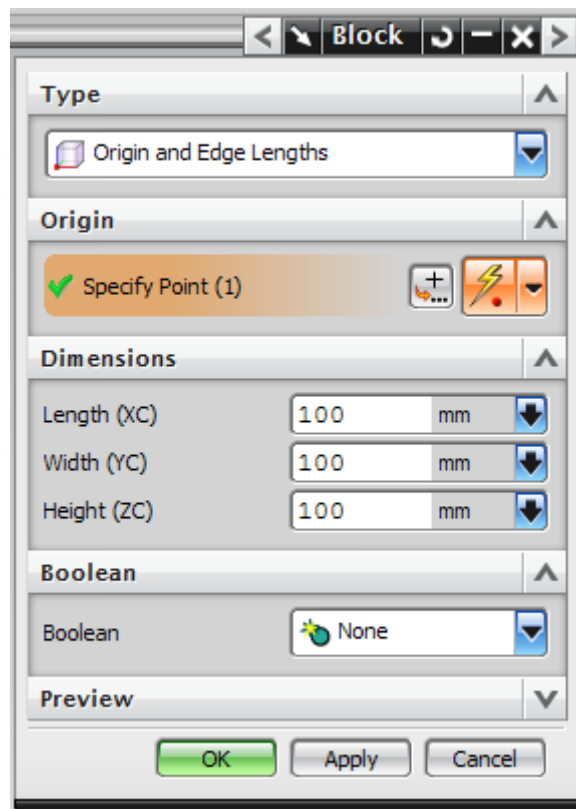 Block
Type
Origin and Edge Lengths
Origin
Specify Point (1)
Dimensions
Length (XC) 100 mm
Width (YC) 100 mm
Height (ZC) 100 mm
Boolean
Boolean None
Preview
OK Apply Cancel